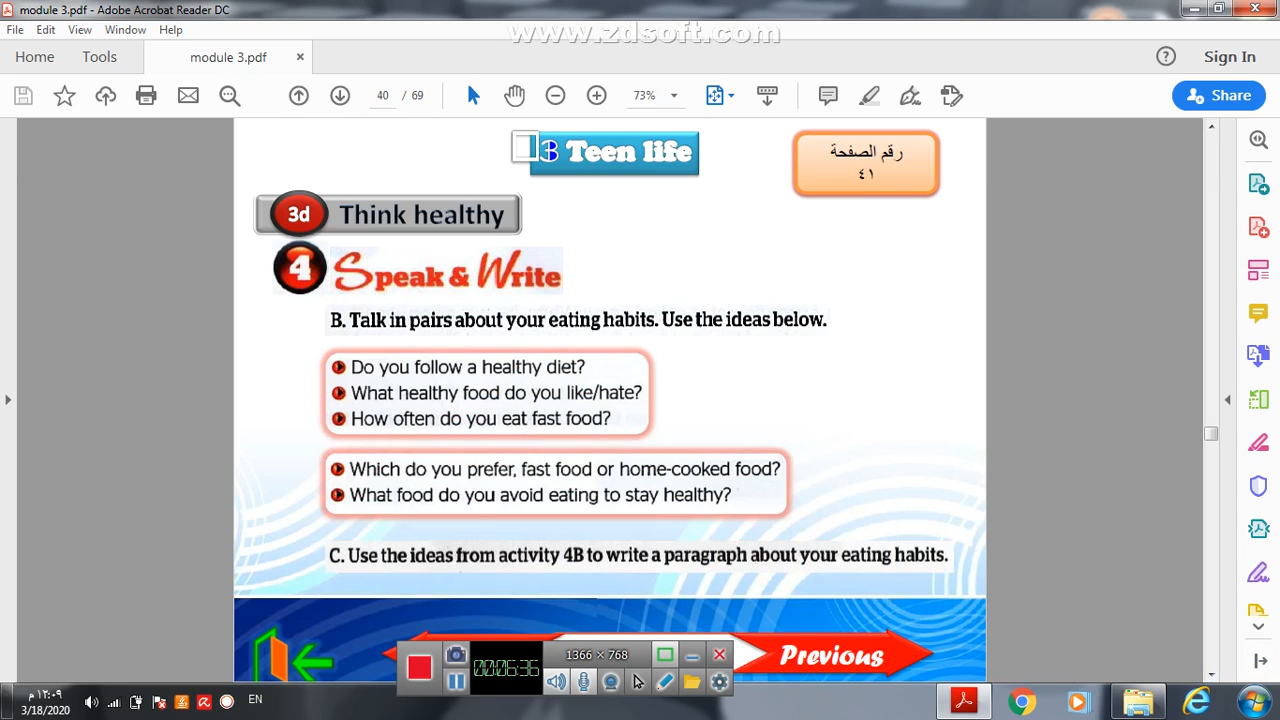 module 3.pdf - Adobe Acrobat Reader DC
www.zdsoft.com
File Edit View Window Help
Home Tools module 3.pdf × Sign In
40 / 69 73% Share
3 Teen life
رقم الصفحة
٤١
3d Think healthy
4 Speak & Write
B. Talk in pairs about your eating habits. Use the ideas below.
Do you follow a healthy diet?
What healthy food do you like/hate?
How often do you eat fast food?
Which do you prefer, fast food or home-cooked food?
What food do you avoid eating to stay healthy?
C. Use the ideas from activity 4B to write a paragraph about your eating habits.
Previous
1366 × 768
00:06:36
EN
١٢:٠٩ م
3/18/2020